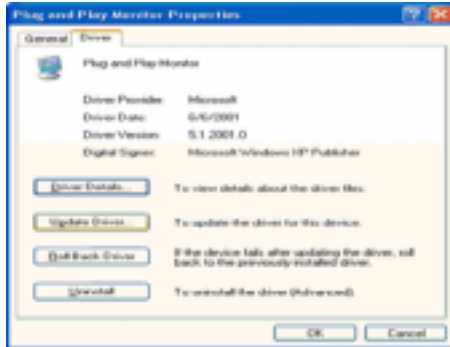 Plug and Play Monitor Properties
General Driver
Plug and Play Monitor
Driver Provider: Microsoft
Driver Date: 6/6/2001
Driver Version: 5.1.2001.0
Digital Signer: Microsoft Windows XP Publisher
Driver Details... To view details about the driver files.
Update Driver... To update the driver for this device.
Roll Back Driver If the device fails after updating the driver, roll
back to the previously installed driver.
Uninstall To uninstall the driver (Advanced).
OK Cancel